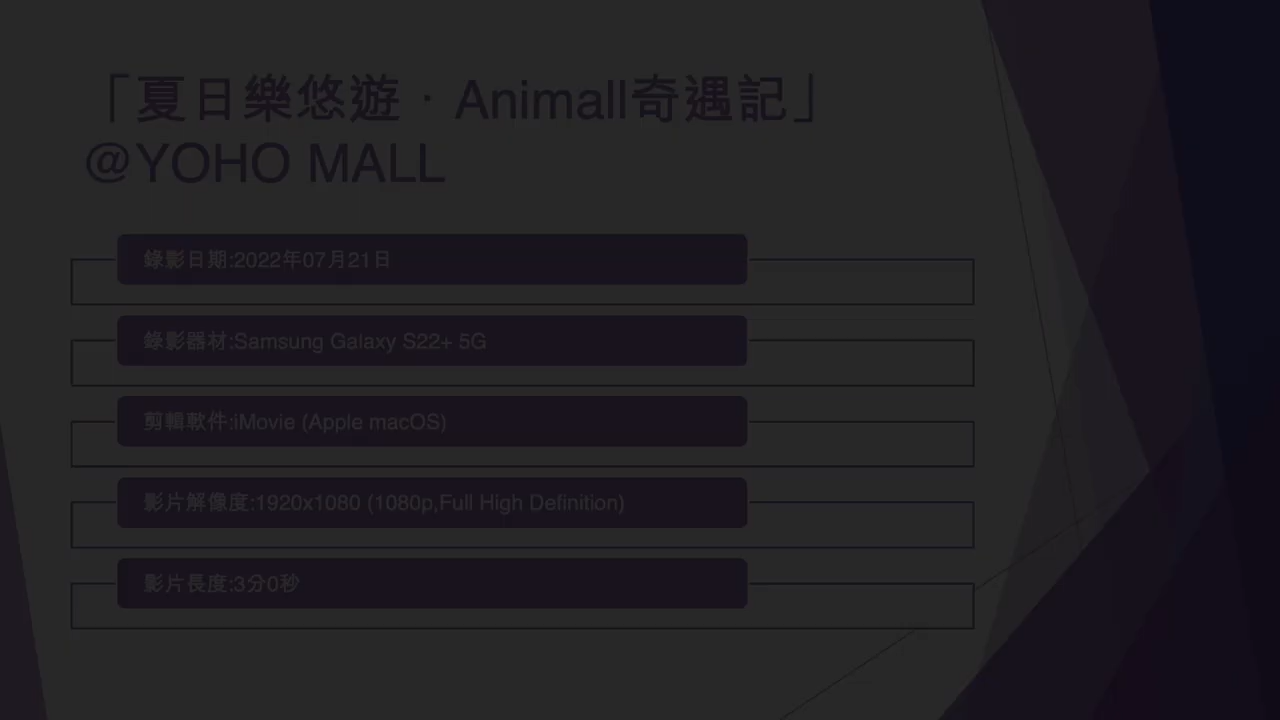 「夏日樂悠遊．Animall奇遇記」
@YOHO MALL
錄影日期:2022年07月21日
錄影器材:Samsung Galaxy S22+ 5G
剪輯軟件:iMovie (Apple macOS)
影片解像度:1920x1080 (1080p,Full High Definition)
影片長度:3分0秒